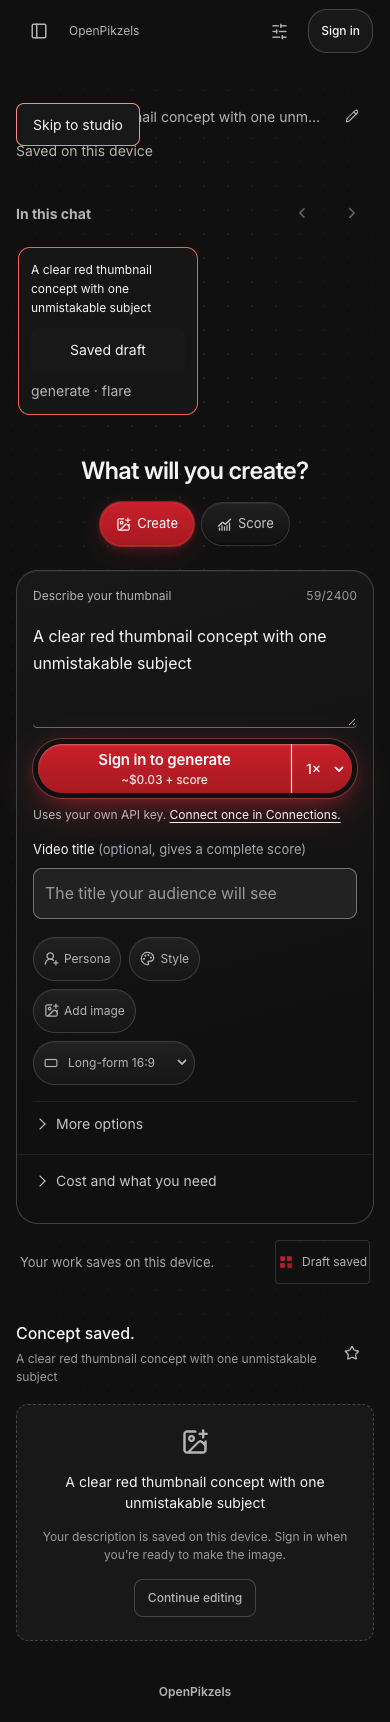 OpenPikzels
Sign in
Skip to studio
nail concept with one unm...
Saved on this device
In this chat
A clear red thumbnail
concept with one
unmistakable subject
Saved draft
generate · flare
What will you create?
Create
Score
Describe your thumbnail
59/2400
A clear red thumbnail concept with one
unmistakable subject
Sign in to generate
~$0.03 + score
1×
Uses your own API key. Connect once in Connections.
Video title (optional, gives a complete score)
The title your audience will see
Persona
Style
Add image
Long-form 16:9
More options
Cost and what you need
Your work saves on this device.
Draft saved
Concept saved.
A clear red thumbnail concept with one unmistakable
subject
A clear red thumbnail concept with one
unmistakable subject
Your description is saved on this device. Sign in when
you're ready to make the image.
Continue editing
OpenPikzels